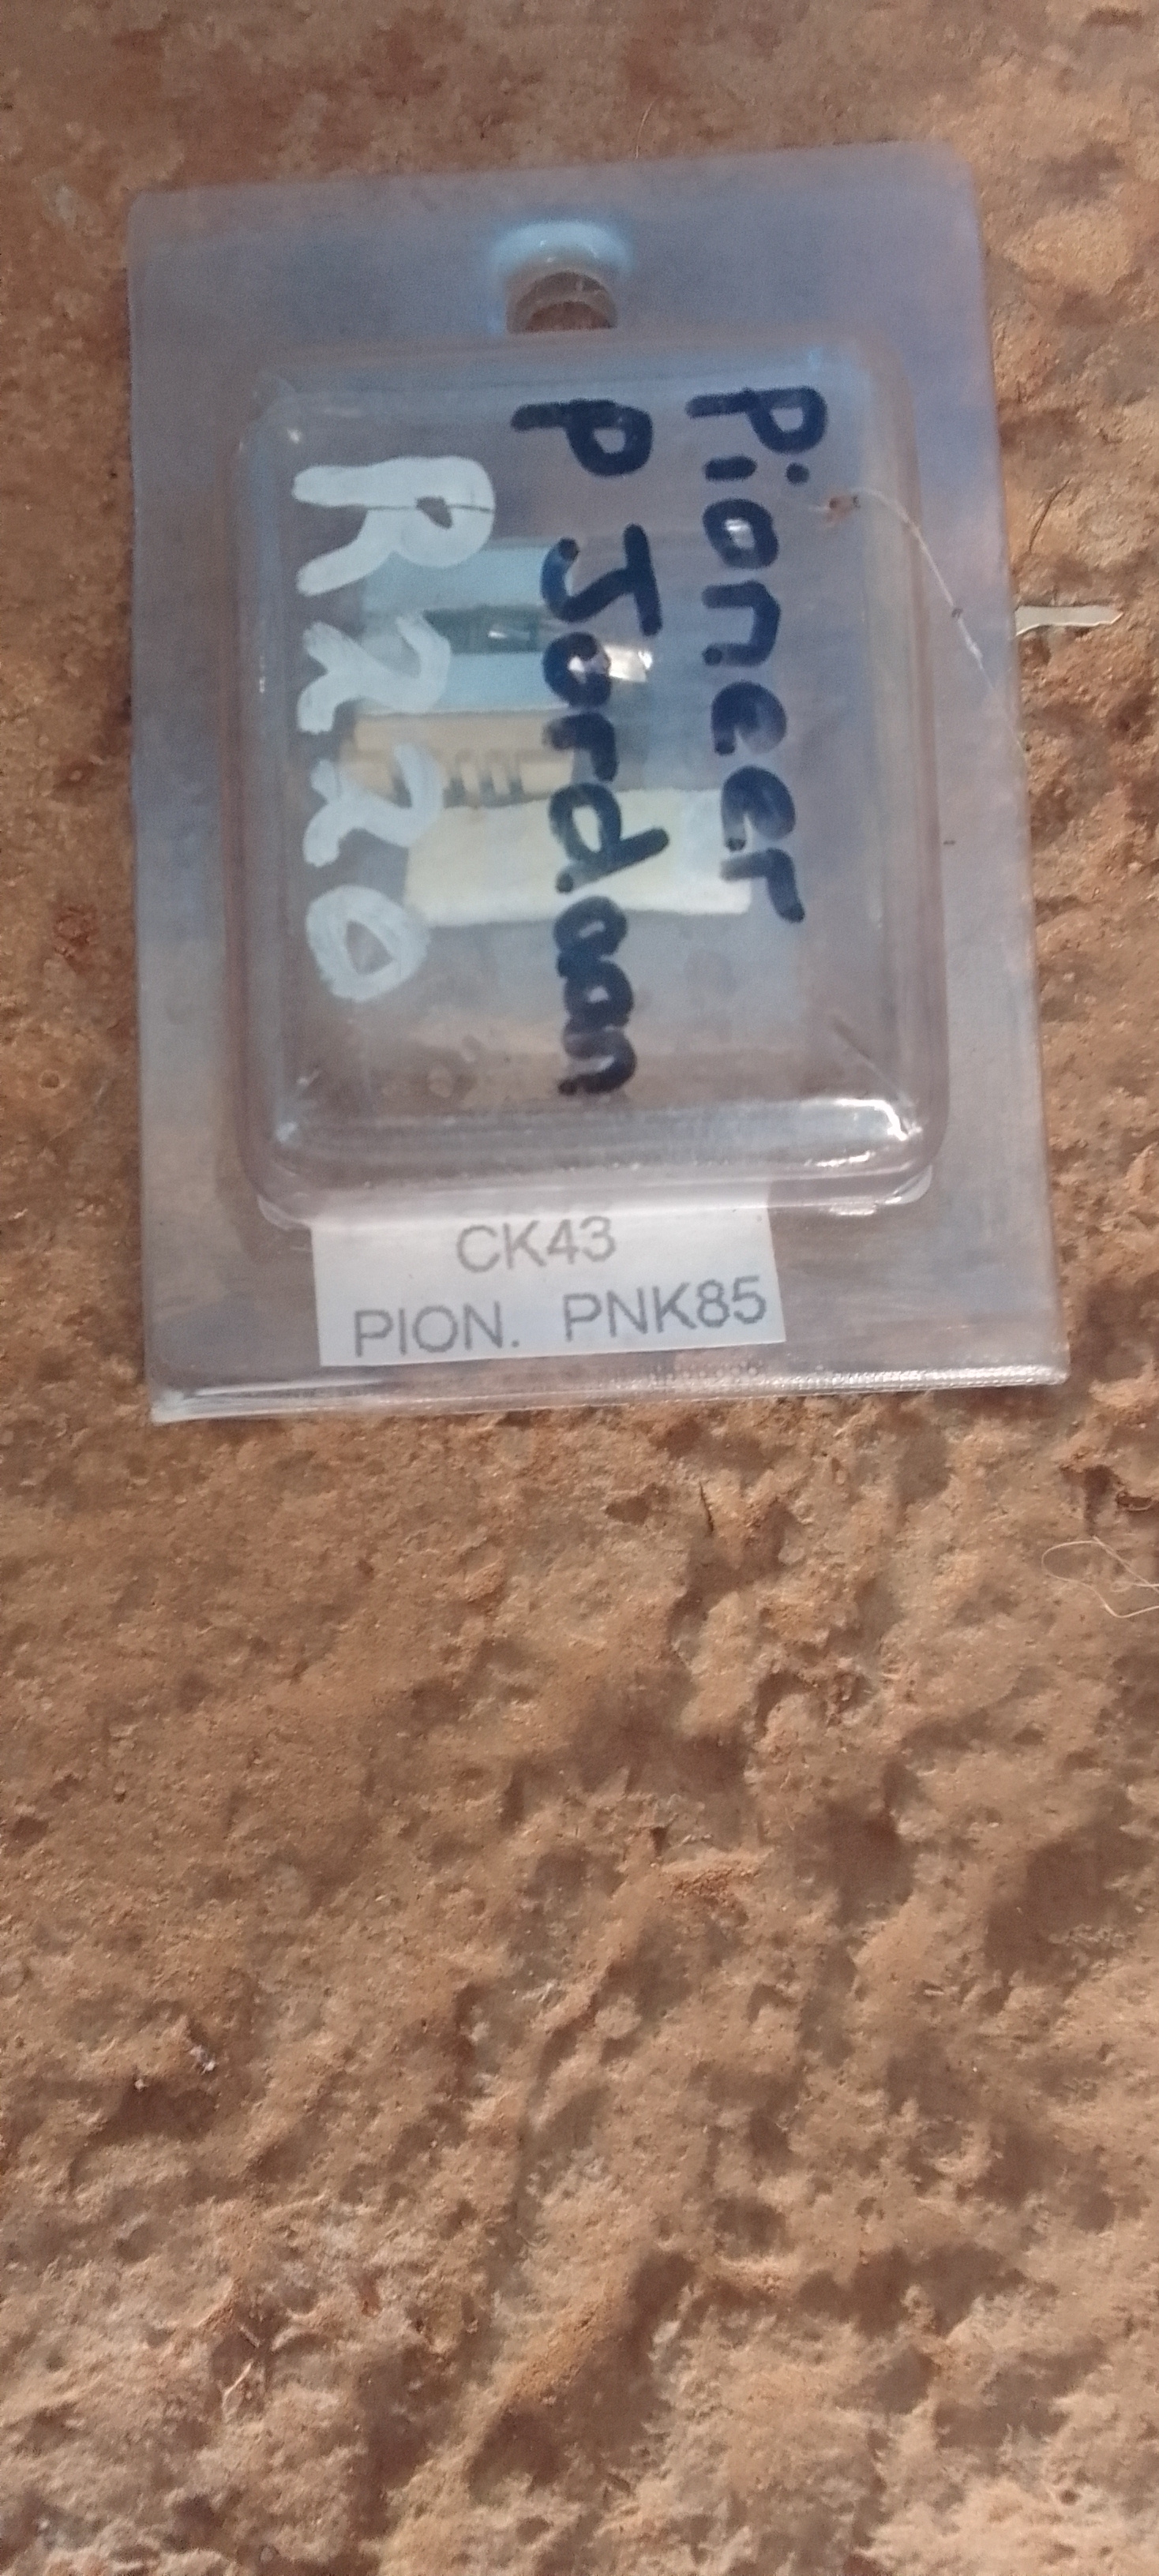 Pioneer
P Jordaan
R220
CK43
PION. PNK85